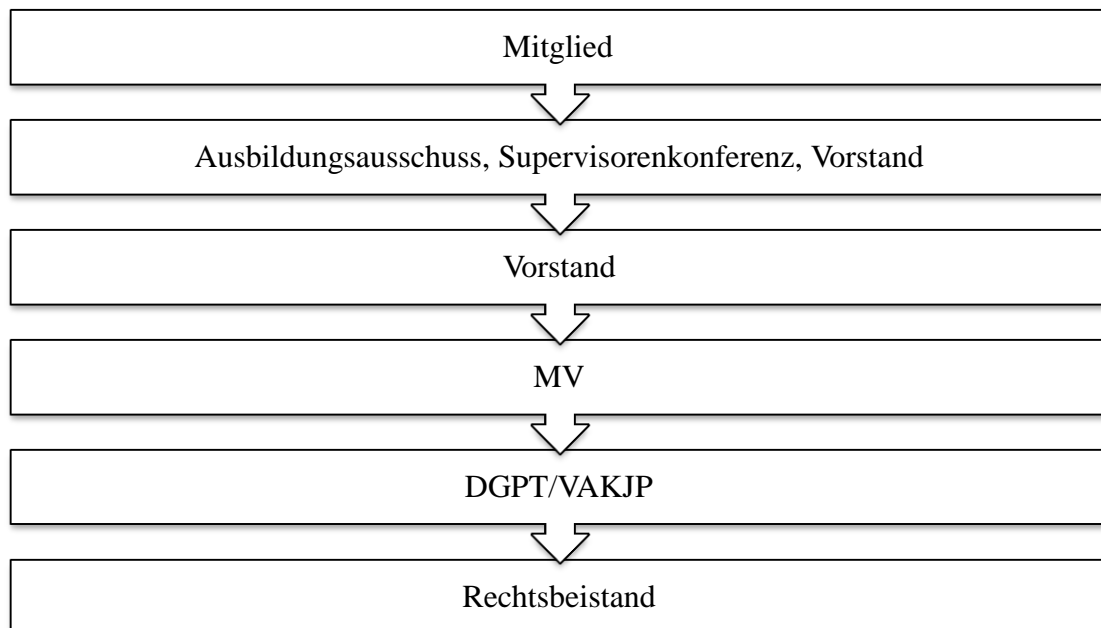 Mitglied
Ausbildungsausschuss, Supervisorenkonferenz, Vorstand
Vorstand
MV
DGPT/VAKJP
Rechtsbeistand